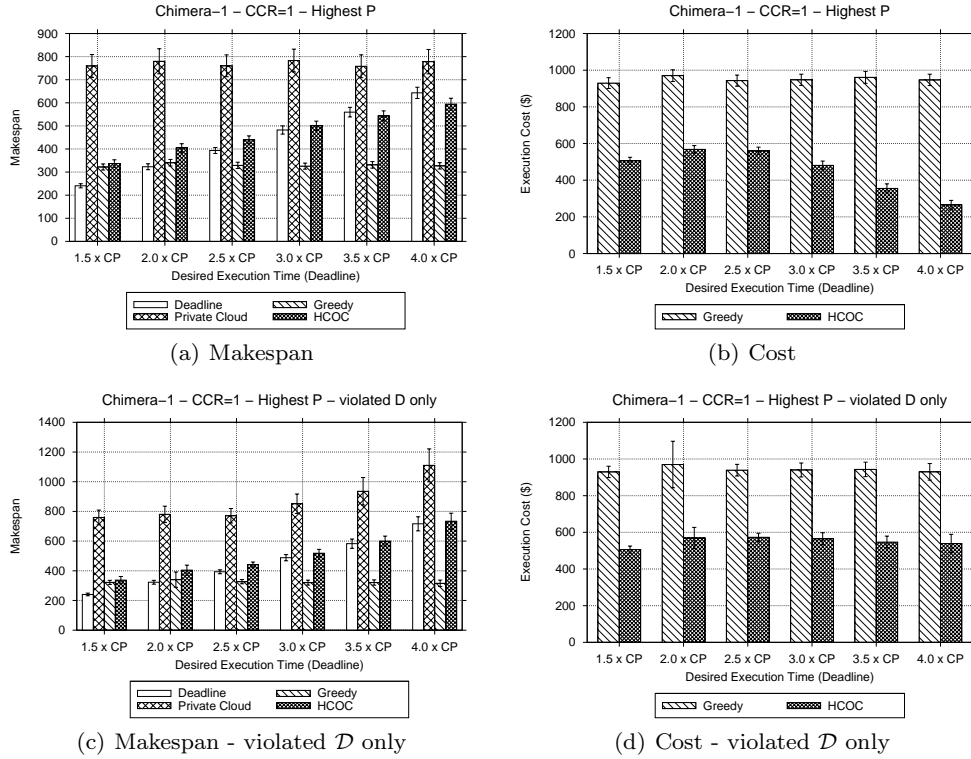 Chimera−1 − CCR=1 − Highest P
900
800
700
600
500
400
300
200
100
0
Makespan
1.5 x CP 2.0 x CP 2.5 x CP 3.0 x CP 3.5 x CP 4.0 x CP
Desired Execution Time (Deadline)
Deadline Greedy
Private Cloud HCOC
(a) Makespan
Chimera−1 − CCR=1 − Highest P
1200
1000
800
600
400
200
0
Execution Cost ($)
1.5 x CP 2.0 x CP 2.5 x CP 3.0 x CP 3.5 x CP 4.0 x CP
Desired Execution Time (Deadline)
Greedy HCOC
(b) Cost
Chimera−1 − CCR=1 − Highest P − violated D only
1400
1200
1000
800
600
400
200
0
Makespan
1.5 x CP 2.0 x CP 2.5 x CP 3.0 x CP 3.5 x CP 4.0 x CP
Desired Execution Time (Deadline)
Deadline Greedy
Private Cloud HCOC
(c) Makespan - violated 𝒟 only
Chimera−1 − CCR=1 − Highest P − violated D only
1200
1000
800
600
400
200
0
Execution Cost ($)
1.5 x CP 2.0 x CP 2.5 x CP 3.0 x CP 3.5 x CP 4.0 x CP
Desired Execution Time (Deadline)
Greedy HCOC
(d) Cost - violated 𝒟 only